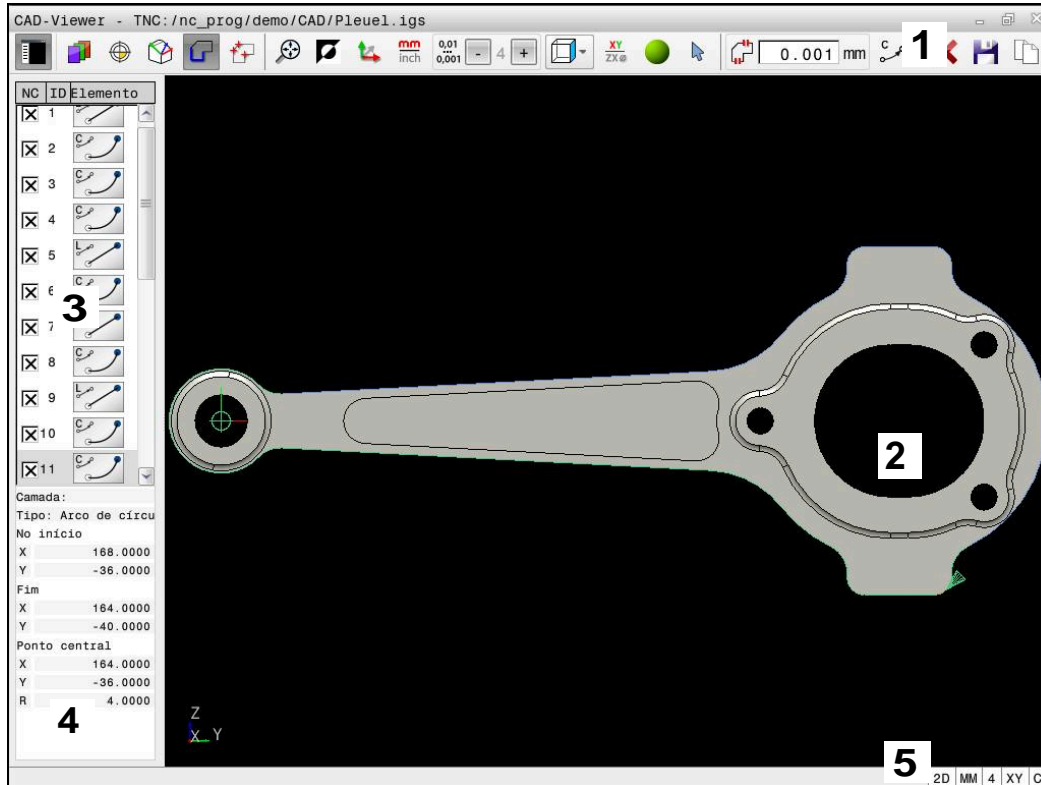 CAD-Viewer - TNC:/nc_prog/demo/CAD/Pleuel.igs
mm
inch
0,01
...
0,001
- 4 +
XY
ZX⌀
0.001 mm
C
1
NC ID Elemento
1
2 C
3 C
4 C
5 L
6 C
3
7
8 C
9 L
10 C
11 C
Camada:
Tipo: Arco de círcu
No início
X 168.0000
Y -36.0000
Fim
X 164.0000
Y -40.0000
Ponto central
X 164.0000
Y -36.0000
R 4.0000
4
2
Z
X Y
5
2D MM 4 XY C